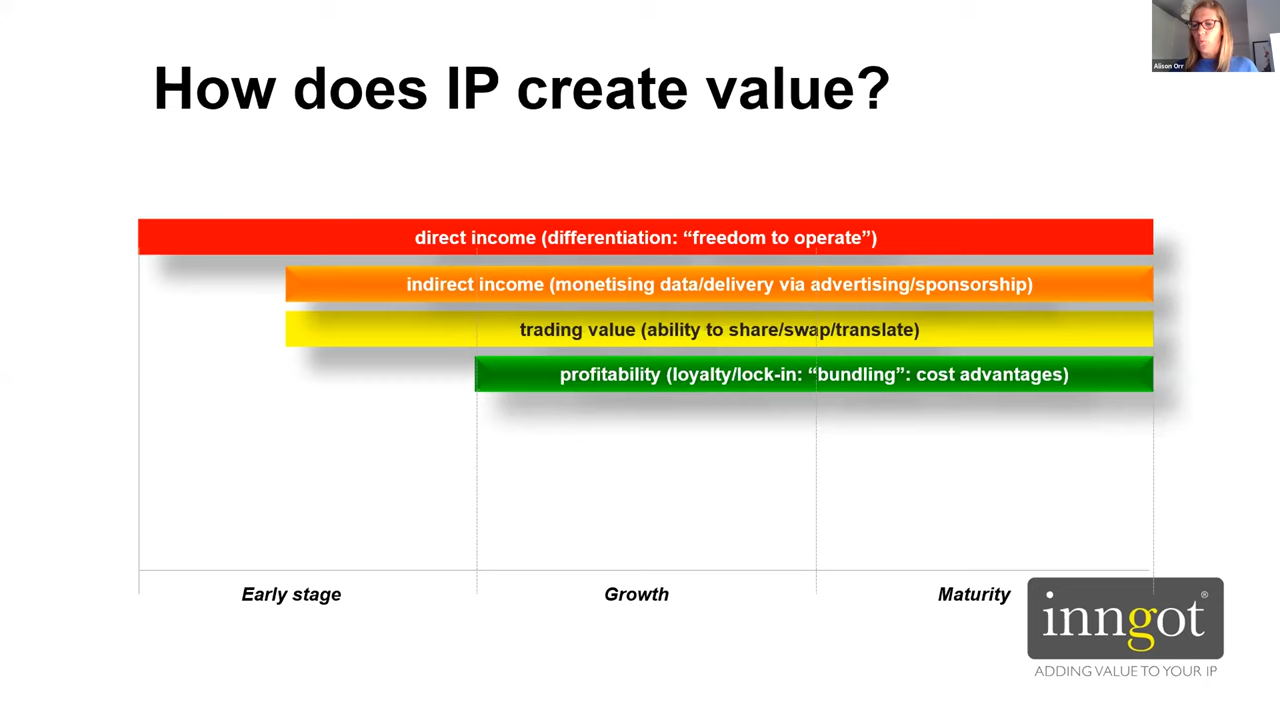 Alison Orr
How does IP create value?
direct income (differentiation: “freedom to operate”)
indirect income (monetising data/delivery via advertising/sponsorship)
trading value (ability to share/swap/translate)
profitability (loyalty/lock-in: “bundling”: cost advantages)
Early stage
Growth
Maturity
inngot®
ADDING VALUE TO YOUR IP